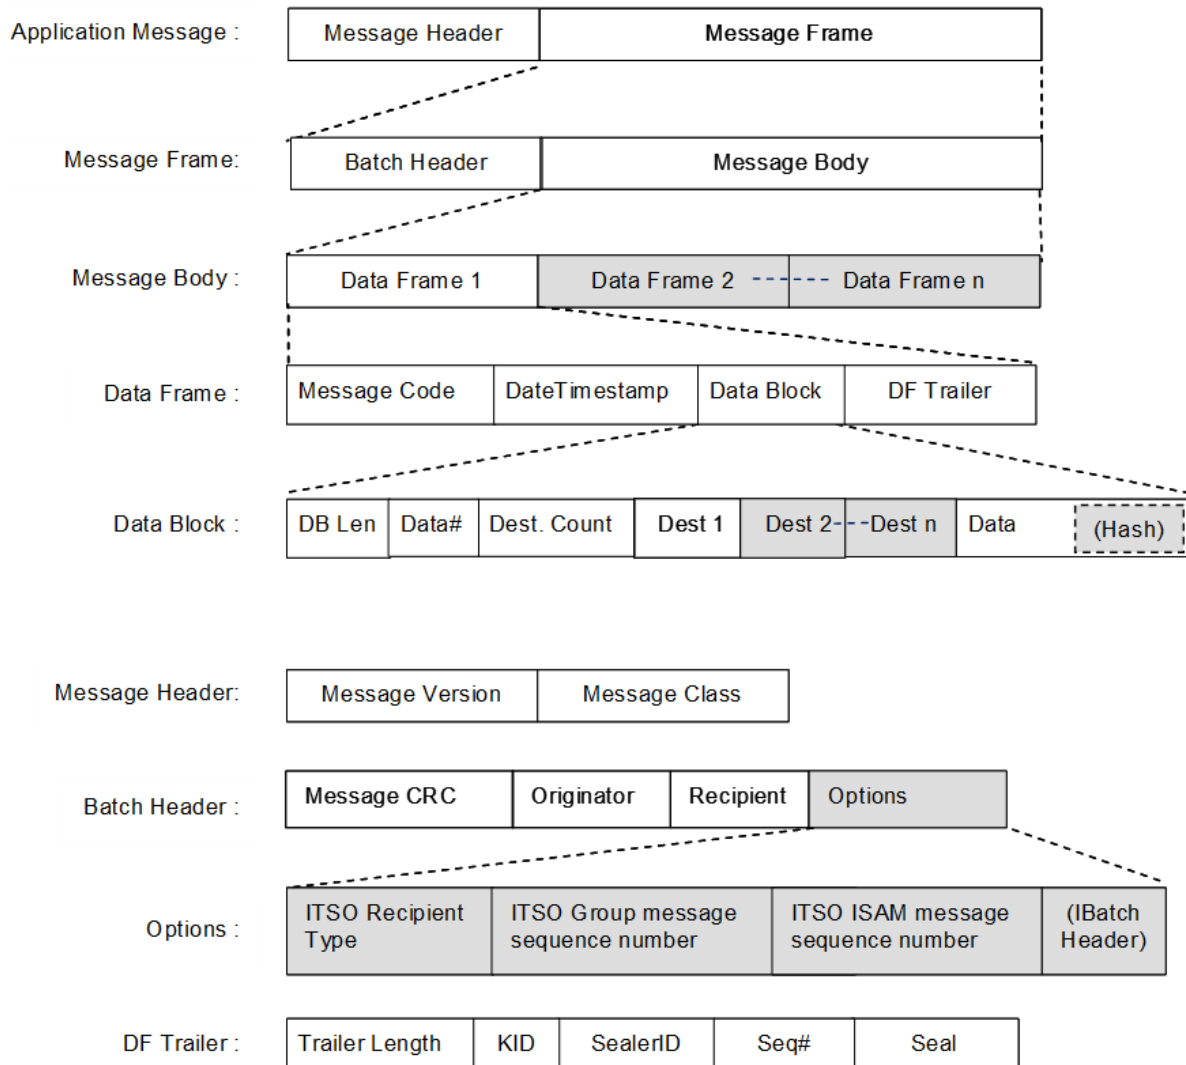 Application Message : Message Header Message Frame
Message Frame: Batch Header Message Body
Message Body : Data Frame 1 Data Frame 2 Data Frame n
Data Frame : Message Code DateTimestamp Data Block DF Trailer
Data Block : DB Len Data# Dest. Count Dest 1 Dest 2 Dest n Data (Hash)
Message Header: Message Version Message Class
Batch Header : Message CRC Originator Recipient Options
Options : ITSO Recipient Type ITSO Group message sequence number ITSO ISAM message sequence number (IBatch Header)
DF Trailer : Trailer Length KID SealerID Seq# Seal